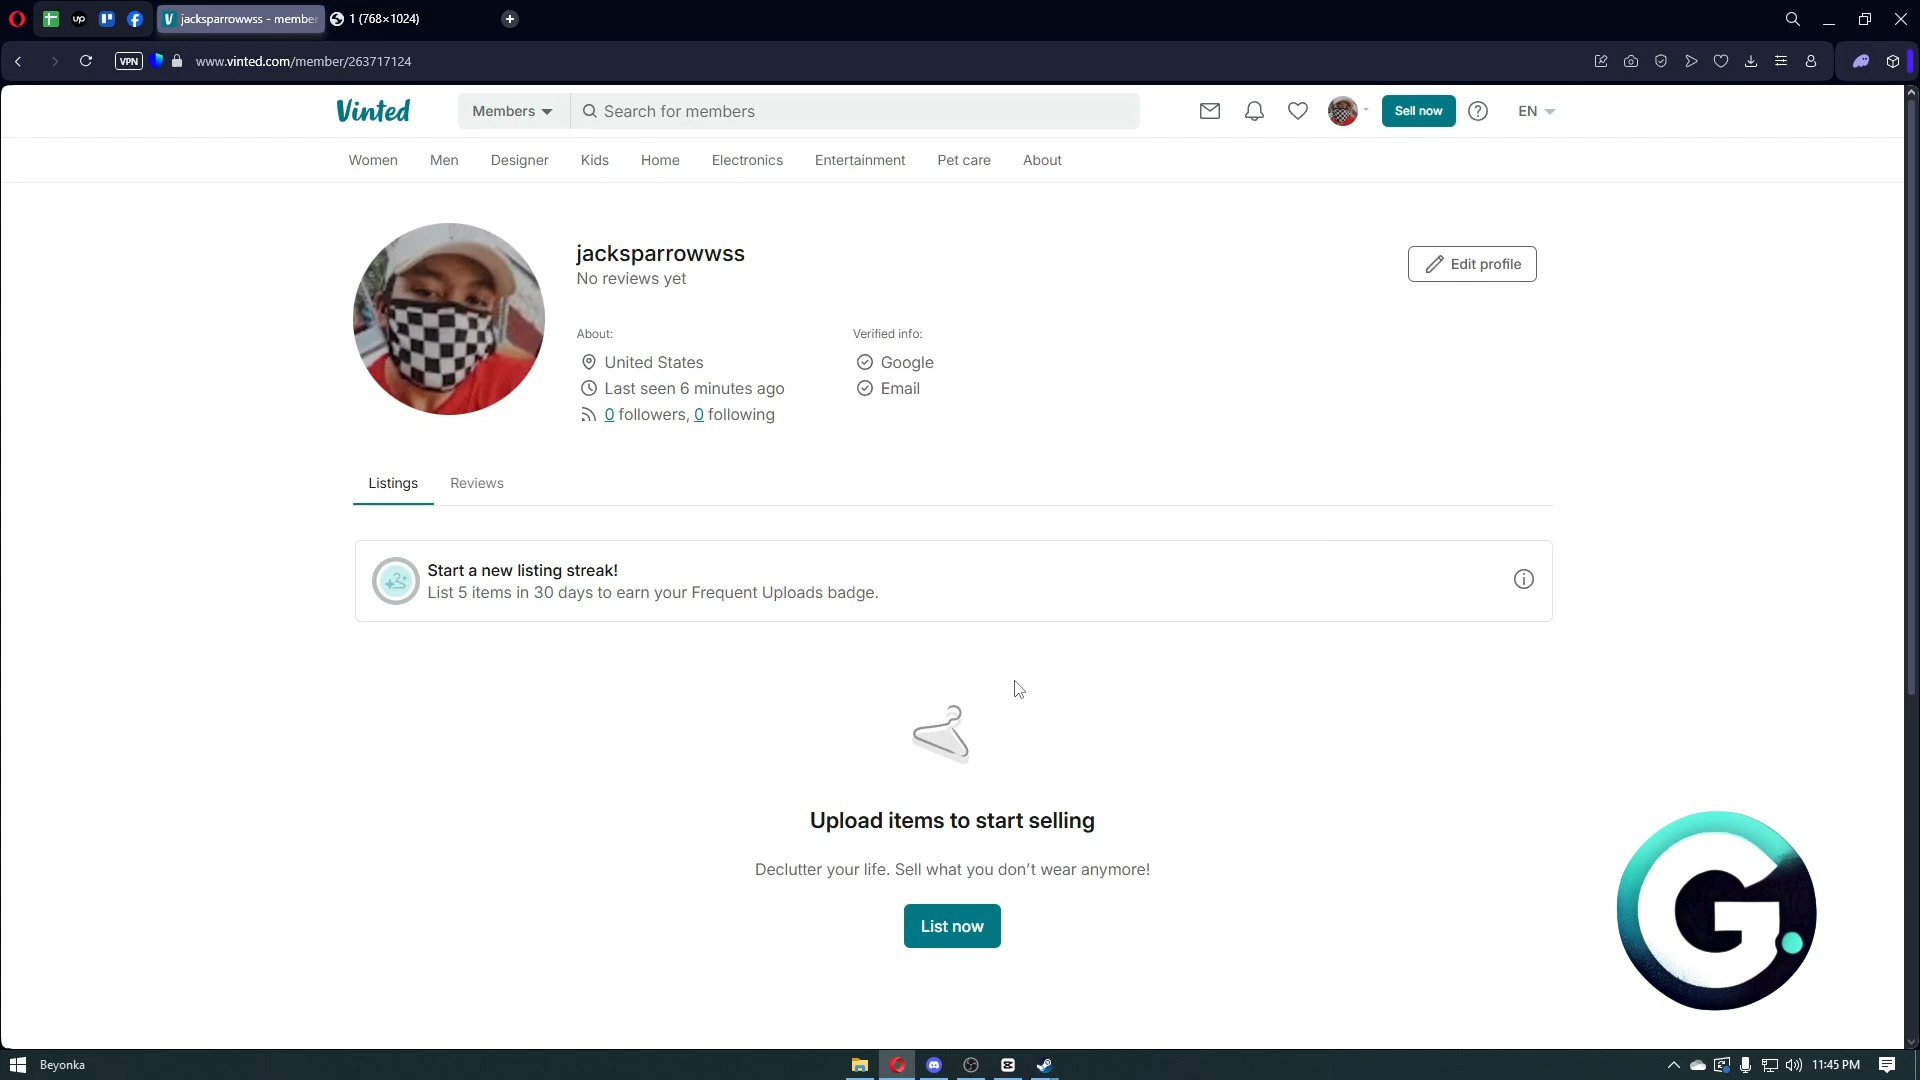 up
jacksparrowwss - member
1 (768×1024)
VPN
www.vinted.com/member/263717124
Vinted
Members
Search for members
Sell now
EN
Women
Men
Designer
Kids
Home
Electronics
Entertainment
Pet care
About
jacksparrowwss
No reviews yet
Edit profile
About:
Verified info:
United States
Google
Last seen 6 minutes ago
Email
0 followers, 0 following
Listings
Reviews
Start a new listing streak!
List 5 items in 30 days to earn your Frequent Uploads badge.
Upload items to start selling
Declutter your life. Sell what you don't wear anymore!
List now
G
Beyonka
11:45 PM